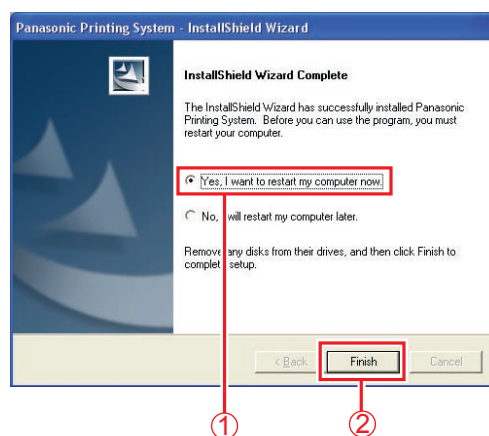 Panasonic Printing System - InstallShield Wizard
InstallShield Wizard Complete
The InstallShield Wizard has successfully installed Panasonic
Printing System. Before you can use the program, you must
restart your computer.
Yes, I want to restart my computer now.
No, I will restart my computer later.
Remove any disks from their drives, and then click Finish to
complete setup.
< Back Finish Cancel
① ②